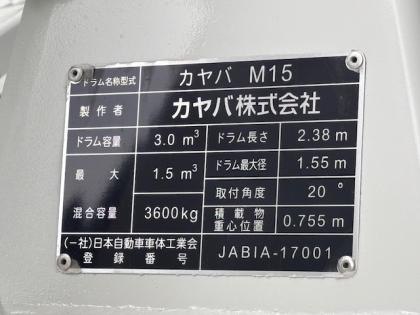 ドラム名称型式 カヤバ M15
製作者 カヤバ株式会社
ドラム容量 3.0 m³ ドラム長さ 2.38 m
最大 1.5 m³ ドラム最大径 1.55 m
混合容量 3600kg 取付角度 20°
積載物重心位置 0.755 m
(一社)日本自動車車体工業会
登録番号 JABIA-17001